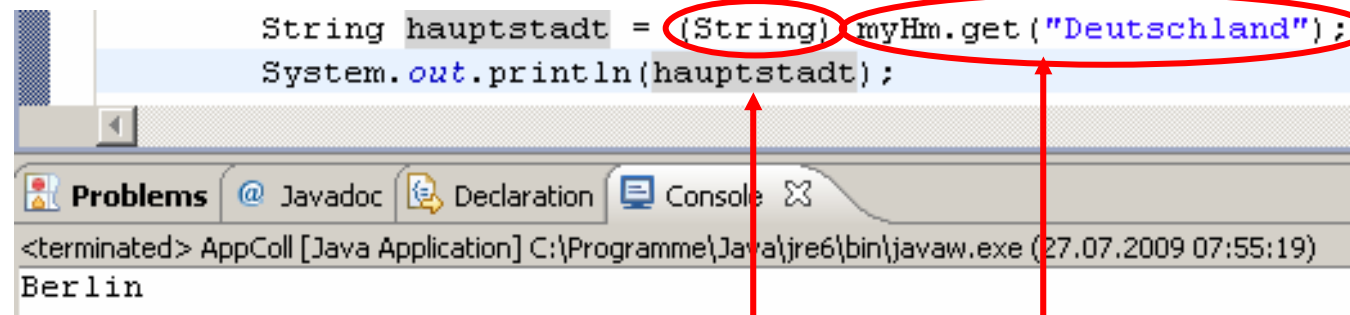 String hauptstadt = (String) myHm.get("Deutschland");
System.out.println(hauptstadt);
Problems @ Javadoc Declaration Console
<terminated> AppColl [Java Application] C:\Programme\Java\jre6\bin\javaw.exe (27.07.2009 07:55:19)
Berlin